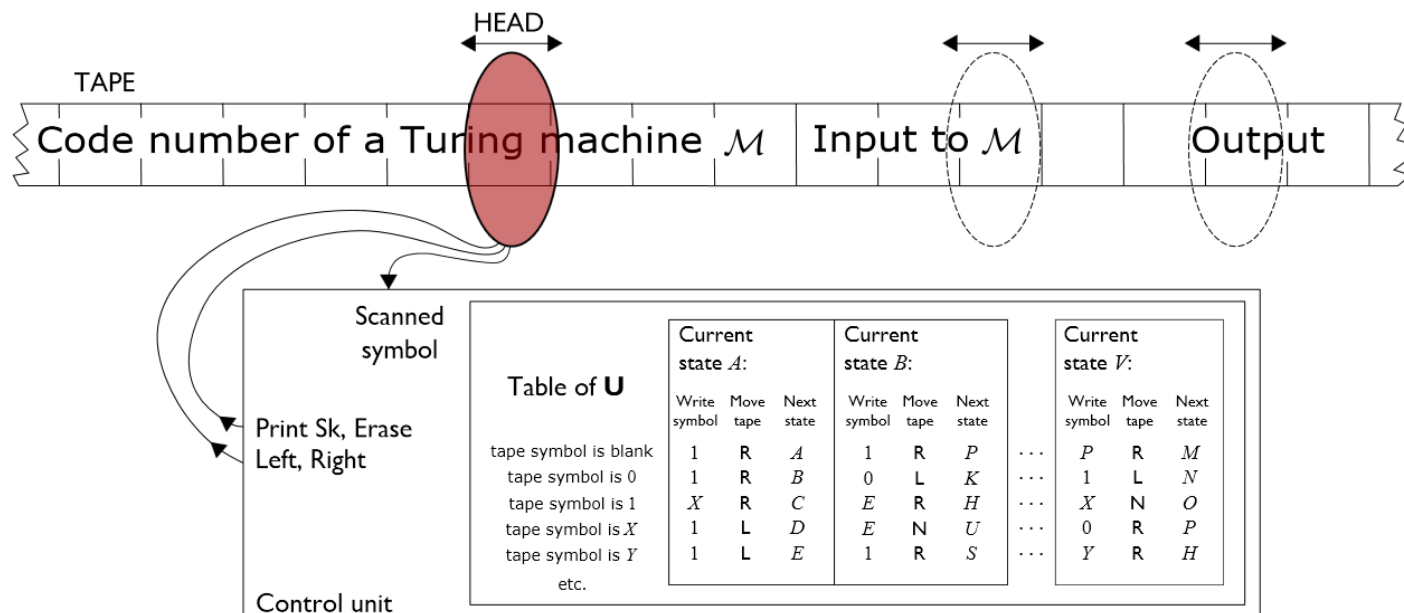 HEAD
TAPE
Code number of a Turing machine ℳ Input to ℳ Output
Scanned
symbol
Print Sk, Erase
Left, Right
Control unit
Table of U
Current
state A:
Current
state B:
Current
state V:
Write
symbol
Move
tape
Next
state
Write
symbol
Move
tape
Next
state
Write
symbol
Move
tape
Next
state
tape symbol is blank 1 R A 1 R P ··· P R M
tape symbol is 0 1 R B 0 L K ··· 1 L N
tape symbol is 1 X R C E R H ··· X N O
tape symbol is X 1 L D E N U ··· 0 R P
tape symbol is Y 1 L E 1 R S ··· Y R H
etc.